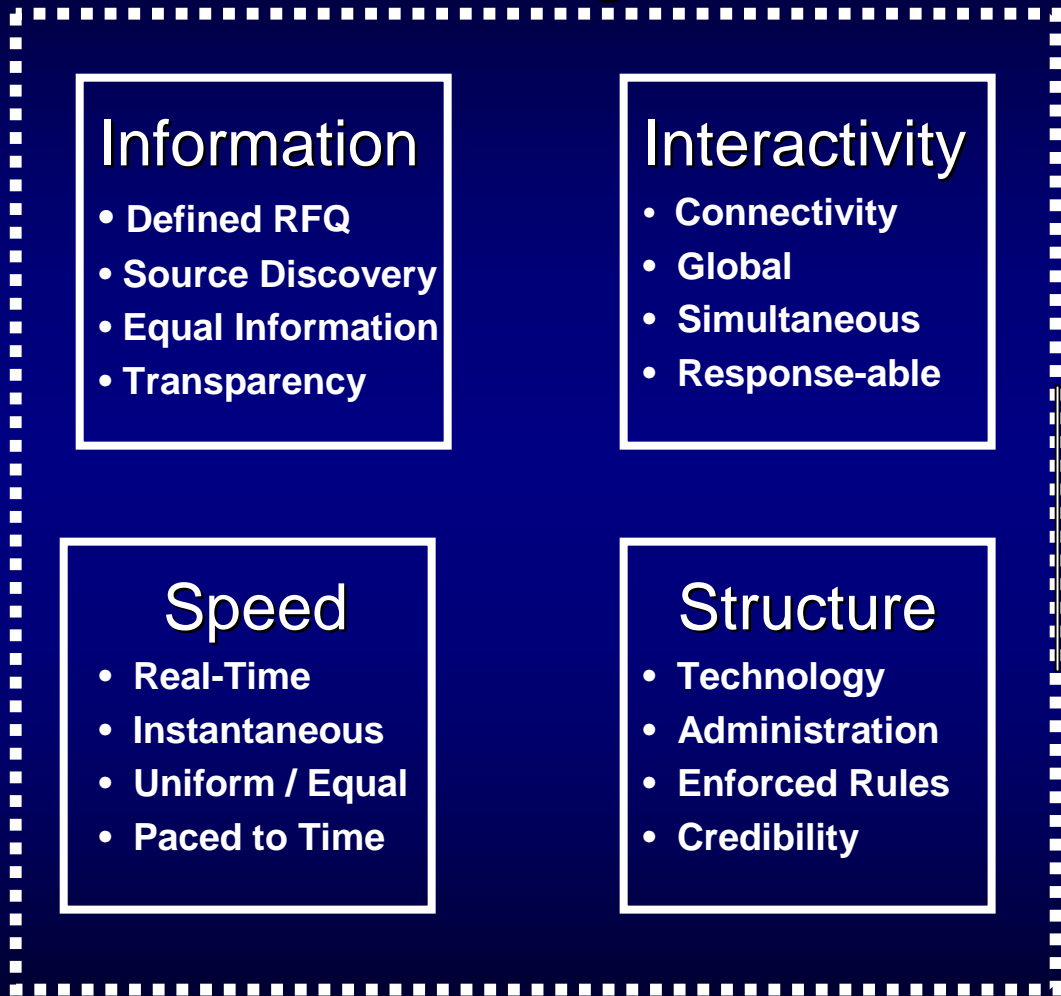 Information
• Defined RFQ
• Source Discovery
• Equal Information
• Transparency
Interactivity
• Connectivity
• Global
• Simultaneous
• Response-able
Speed
• Real-Time
• Instantaneous
• Uniform / Equal
• Paced to Time
Structure
• Technology
• Administration
• Enforced Rules
• Credibility